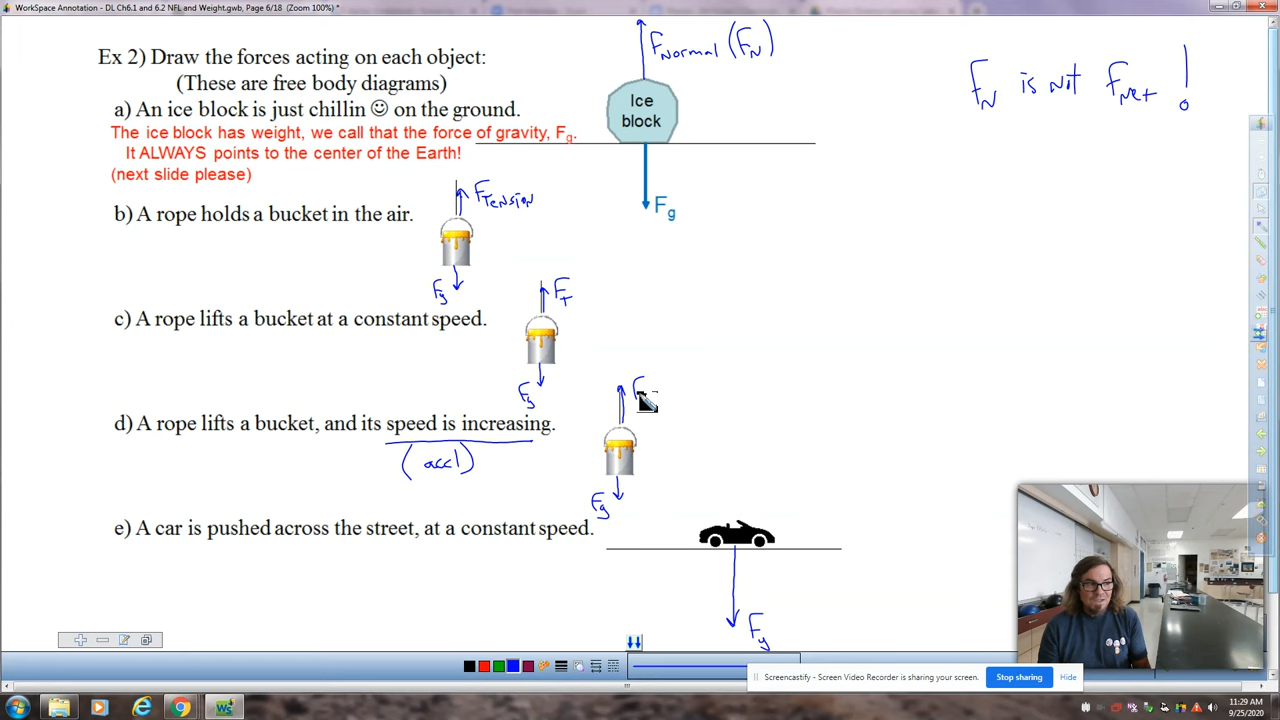 WorkSpace Annotation - DL Ch6.1 and 6.2 NFL and Weight.gwb, Page 6/18 (Zoom 100%) *
Ex 2) Draw the forces acting on each object:
(These are free body diagrams)
a) An ice block is just chillin ☺ on the ground.
The ice block has weight, we call that the force of gravity, Fg.
It ALWAYS points to the center of the Earth!
(next slide please)
FNormal (FN)
FN is not FNet !
Ice
block
Fg
b) A rope holds a bucket in the air.
FTension
Fg
c) A rope lifts a bucket at a constant speed.
FT
Fg
d) A rope lifts a bucket, and its speed is increasing.
(accl)
F
Fg
e) A car is pushed across the street, at a constant speed.
Fg
Screencastify - Screen Video Recorder is sharing your screen.
Stop sharing
Hide
11:29 AM
9/25/2020